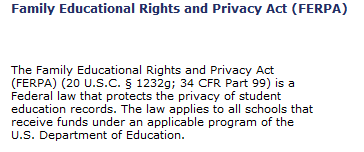 Family Educational Rights and Privacy Act (FERPA)
The Family Educational Rights and Privacy Act
(FERPA) (20 U.S.C. § 1232g; 34 CFR Part 99) is a
Federal law that protects the privacy of student
education records. The law applies to all schools that
receive funds under an applicable program of the
U.S. Department of Education.